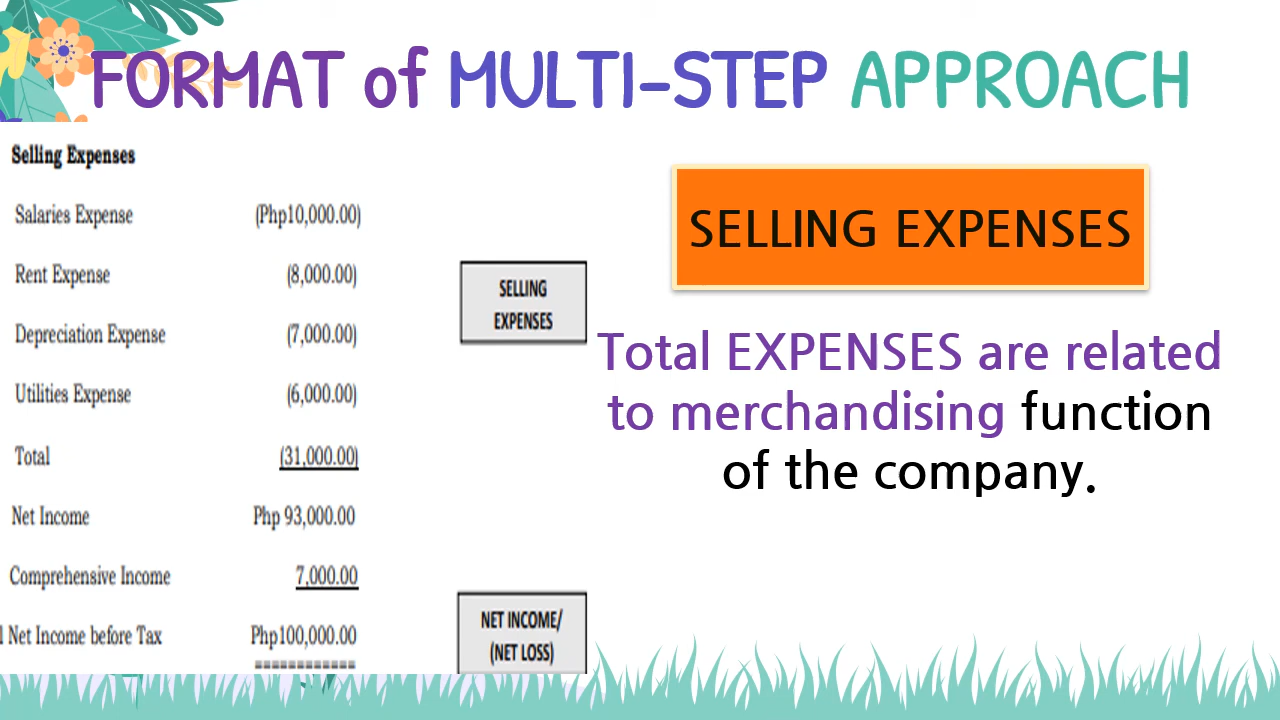 FORMAT of MULTI-STEP APPROACH
Selling Expenses
Salaries Expense (Php10,000.00)
Rent Expense (8,000.00)
Depreciation Expense (7,000.00)
Utilities Expense (6,000.00)
Total (31,000.00)
Net Income Php 93,000.00
Comprehensive Income 7,000.00
l Net Income before Tax Php100,000.00
============
SELLING
EXPENSES
NET INCOME/
(NET LOSS)
SELLING EXPENSES
Total EXPENSES are related
to merchandising function
of the company.